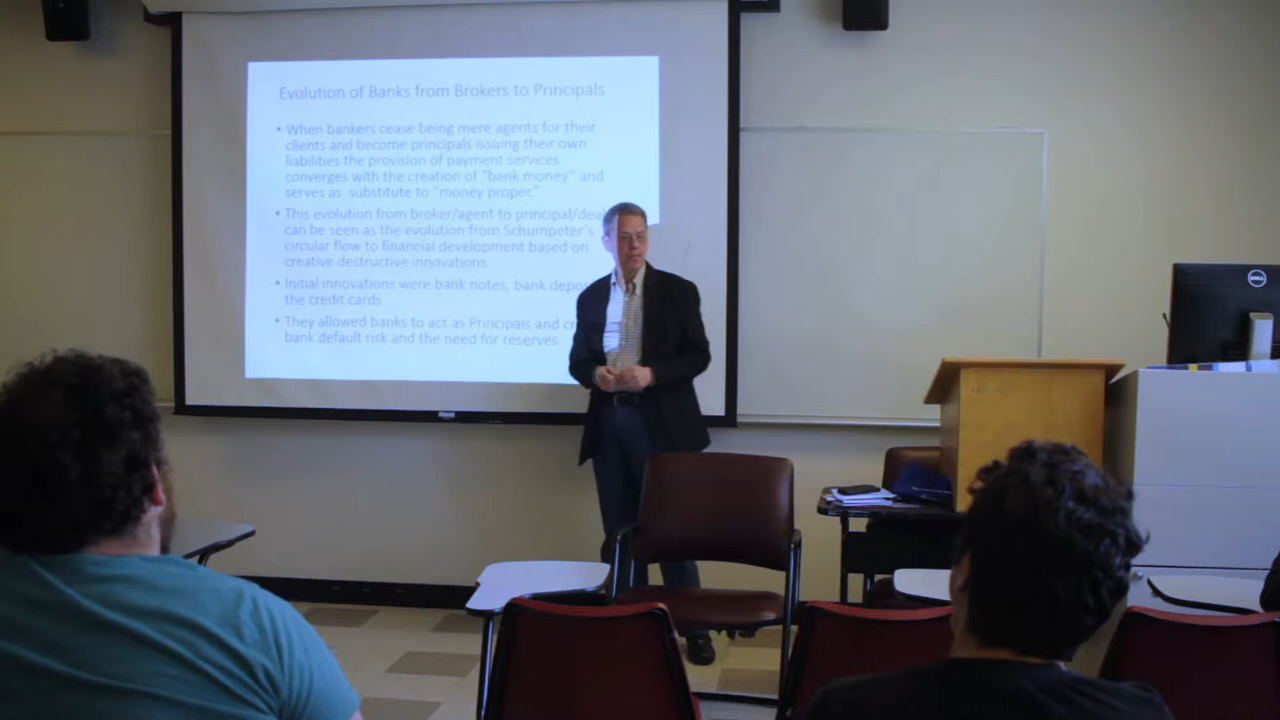 Evolution of Banks from Brokers to Principals
• When bankers cease being mere agents for their
clients and become principals issuing their own
liabilities the provision of payment services
converges with the creation of "bank money" and
serves as substitute to "money proper."
• This evolution from broker/agent to principal/dea
can be seen as the evolution from Schumpeter's
circular flow to financial development based on
creative destructive innovations.
• Initial innovations were bank notes, bank depos
the credit cards
• They allowed banks to act as Principals and cr
bank default risk and the need for reserves
DELL